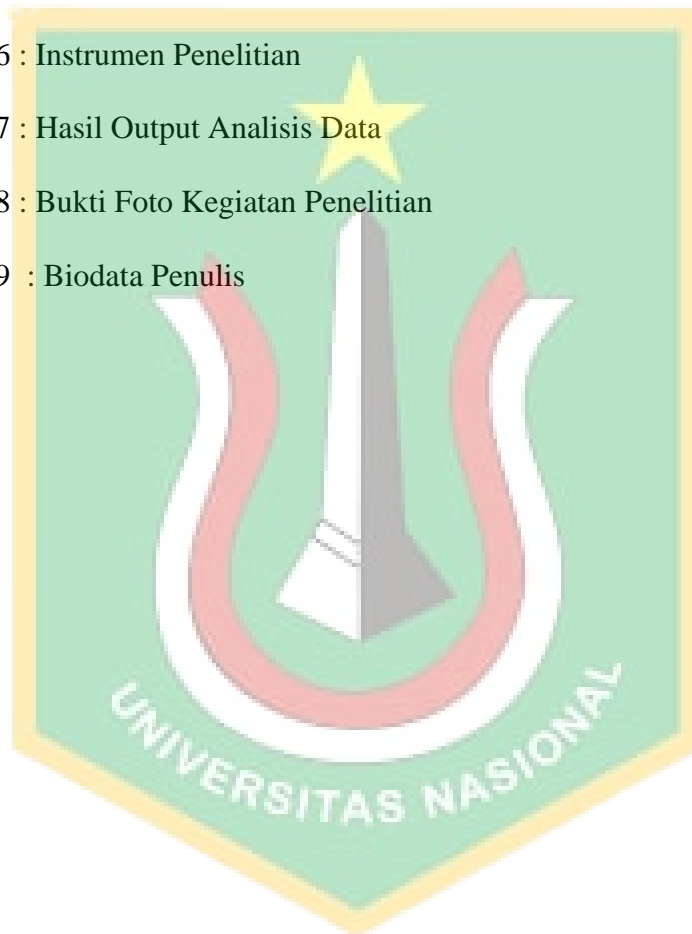 6 : Instrumen Penelitian
7 : Hasil Output Analisis Data
8 : Bukti Foto Kegiatan Penelitian
9 : Biodata Penulis
UNIVERSITAS NASIONAL